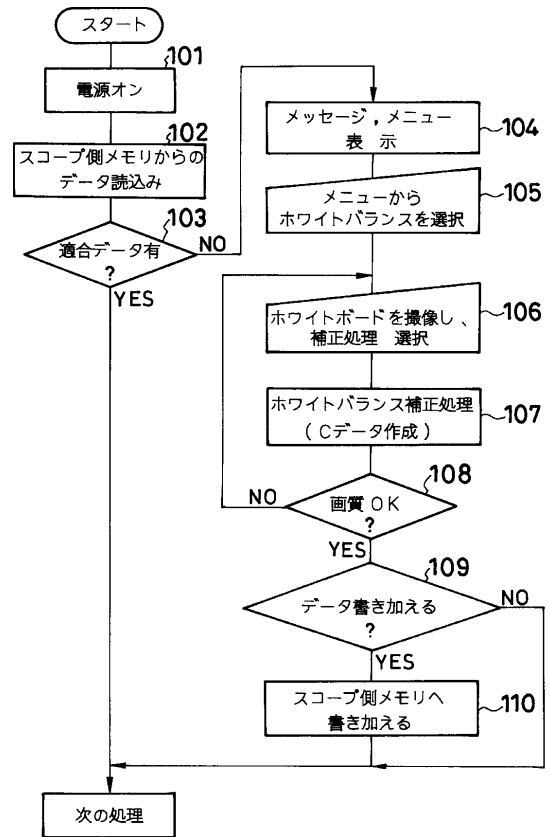 スタート
101
電源オン
102
スコープ側メモリからの
データ読込み
103
適合データ有
?
NO
YES
メッセージ,メニュー
表示
104
メニューから
ホワイトバランスを選択
105
ホワイトボードを撮像し、
補正処理 選択
106
ホワイトバランス補正処理
(Cデータ作成)
107
108
画質OK
?
NO
YES
109
データ書き加える
?
NO
YES
スコープ側メモリへ
書き加える
110
次の処理